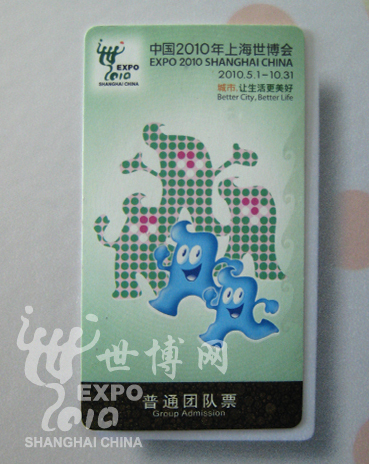 EXPO
2010
SHANGHAI CHINA
中国2010年上海世博会
EXPO 2010 SHANGHAI CHINA
2010.5.1-10.31
城市,让生活更美好
Better City, Better Life
世博网
EXPO
2010
SHANGHAI CHINA
普通团队票
Group Admission